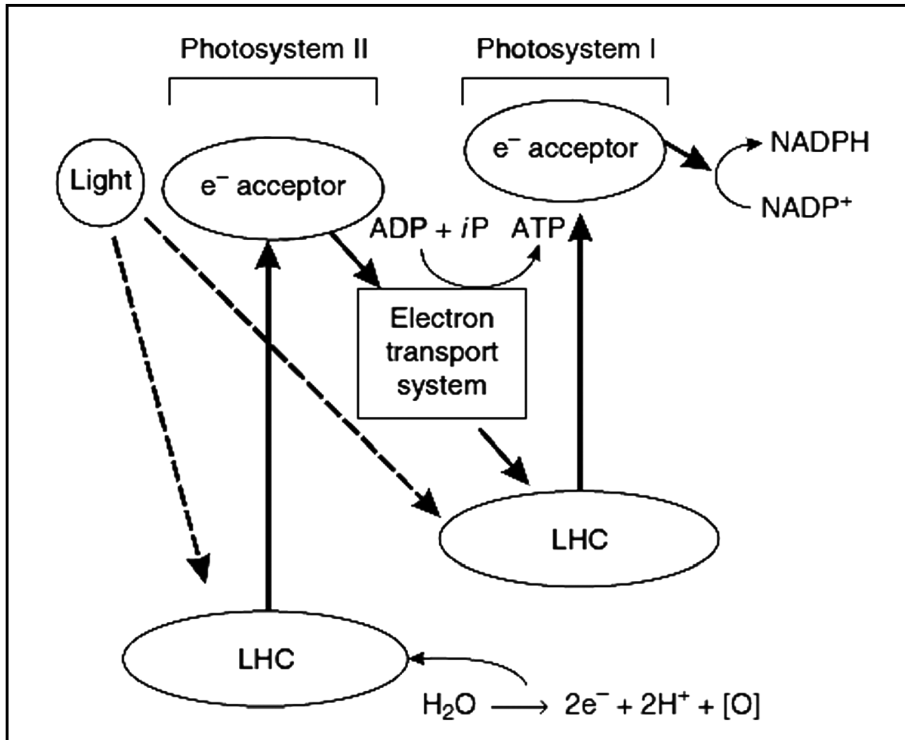 Photosystem II
Photosystem I
Light
e⁻ acceptor
e⁻ acceptor
NADPH
NADP⁺
ADP + iP ATP
Electron
transport
system
LHC
LHC
H₂O → 2e⁻ + 2H⁺ + [O]